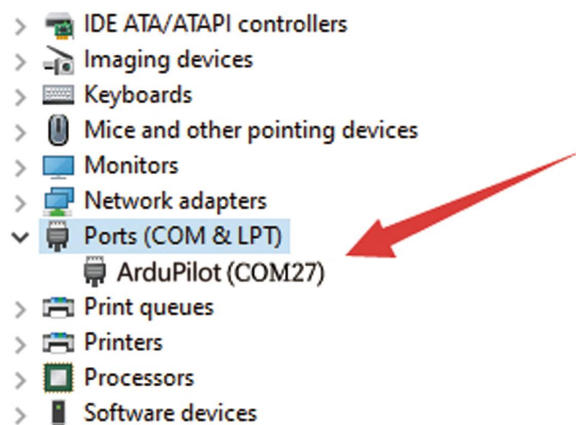 IDE ATA/ATAPI controllers
Imaging devices
Keyboards
Mice and other pointing devices
Monitors
Network adapters
Ports (COM & LPT)
ArduPilot (COM27)
Print queues
Printers
Processors
Software devices